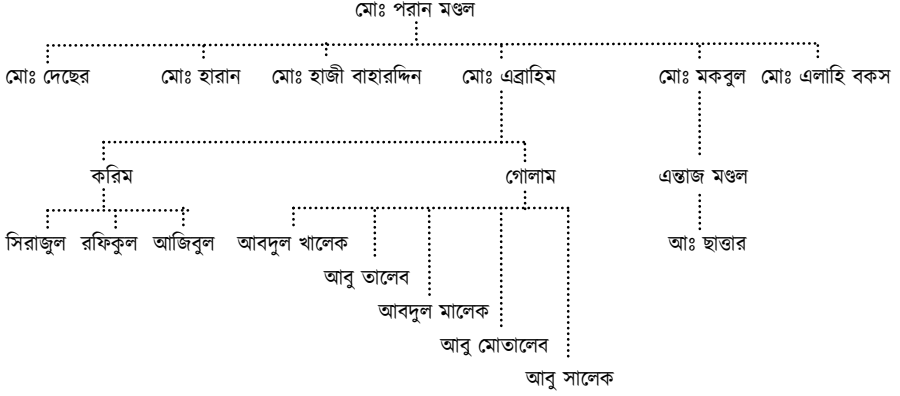 মোঃ পরান মণ্ডল
মোঃ দেছের মোঃ হারান মোঃ হাজী বাহারদ্দিন মোঃ এব্রাহিম মোঃ মকবুল মোঃ এলাহি বকস
করিম গোলাম এন্তাজ মণ্ডল
সিরাজুল রফিকুল আজিবুল আবদুল খালেক আঃ ছাত্তার
আবু তালেব
আবদুল মালেক
আবু মোতালেব
আবু সালেক